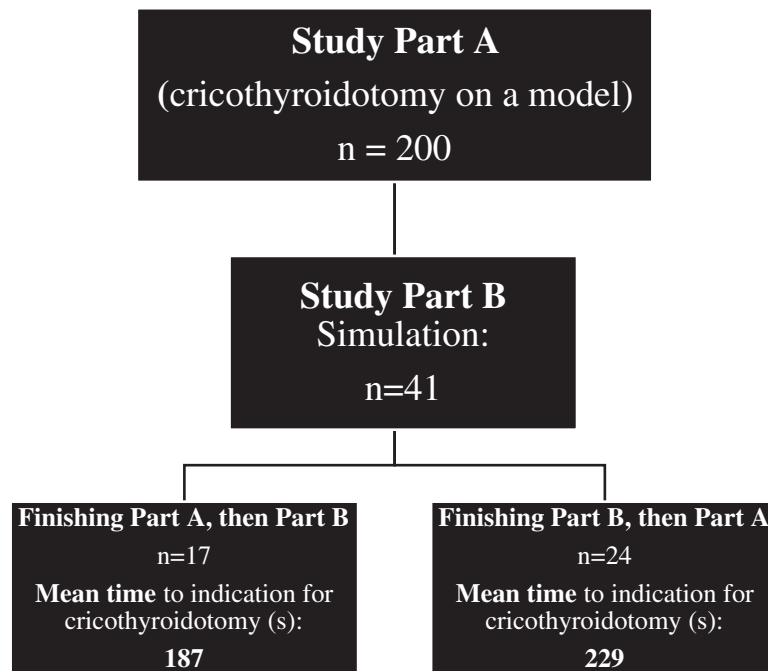 Study Part A
(cricothyroidotomy on a model)
n = 200
Study Part B
Simulation:
n=41
Finishing Part A, then Part B
n=17
Mean time to indication for
cricothyroidotomy (s):
187
Finishing Part B, then Part A
n=24
Mean time to indication for
cricothyroidotomy (s):
229